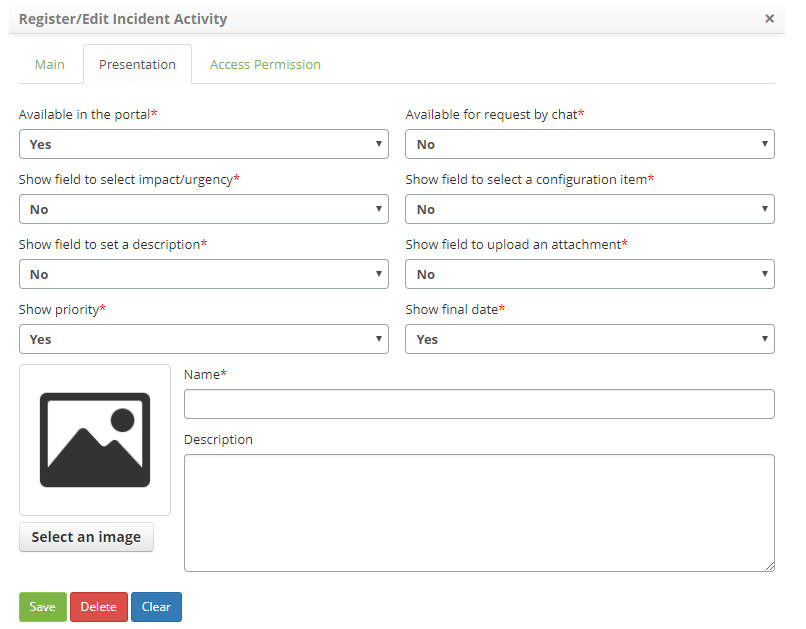 Register/Edit Incident Activity ×
Main Presentation Access Permission
Available in the portal* Available for request by chat*
Yes No
Show field to select impact/urgency* Show field to select a configuration item*
No No
Show field to set a description* Show field to upload an attachment*
No No
Show priority* Show final date*
Yes Yes
Name*
Description
Select an image
Save Delete Clear